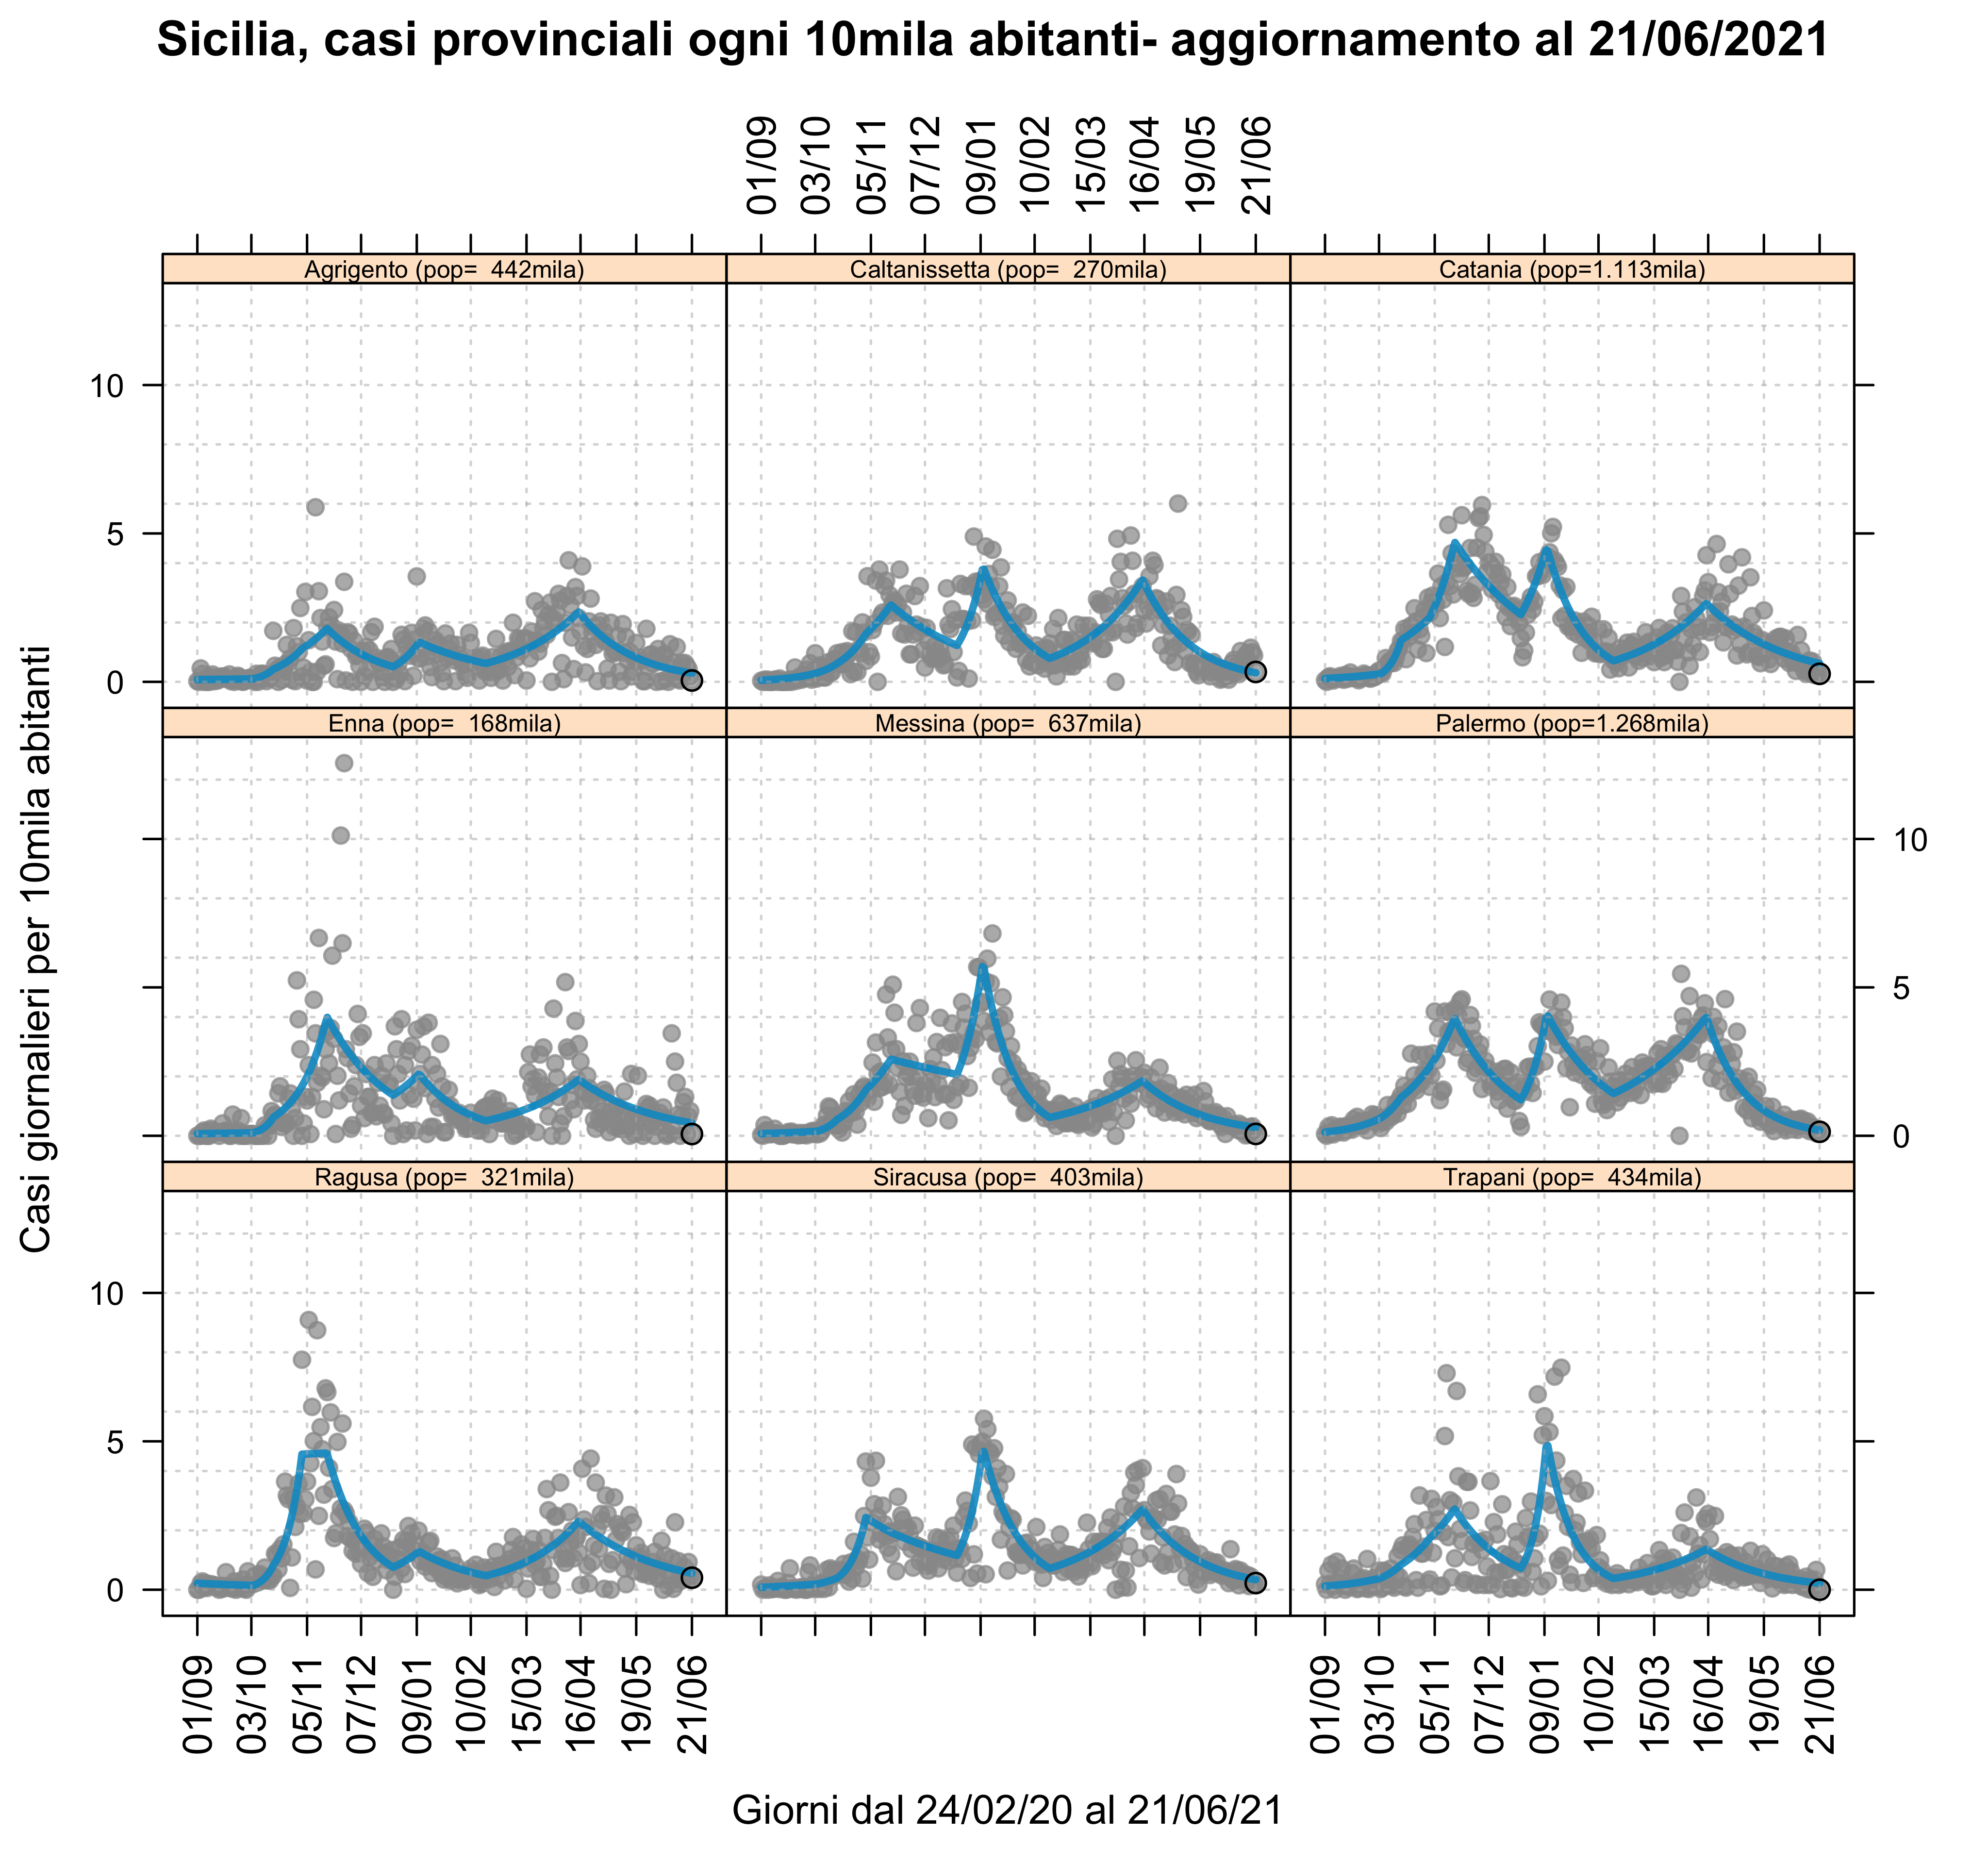 Sicilia, casi provinciali ogni 10mila abitanti- aggiornamento al 21/06/2021
01/09 03/10 05/11 07/12 09/01 10/02 15/03 16/04 19/05 21/06
Agrigento (pop=  442mila)
Caltanissetta (pop=  270mila)
Catania (pop=1.113mila)
10
5
0
Enna (pop=  168mila)
Messina (pop=  637mila)
Palermo (pop=1.268mila)
10
5
0
Casi giornalieri per 10mila abitanti
Ragusa (pop=  321mila)
Siracusa (pop=  403mila)
Trapani (pop=  434mila)
10
5
0
01/09 03/10 05/11 07/12 09/01 10/02 15/03 16/04 19/05 21/06
01/09 03/10 05/11 07/12 09/01 10/02 15/03 16/04 19/05 21/06
Giorni dal 24/02/20 al 21/06/21